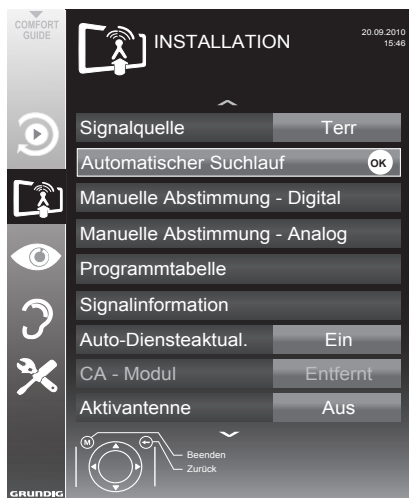 COMFORT
GUIDE
INSTALLATION
20.09.2010
15:46
Signalquelle Terr
Automatischer Suchlauf OK
Manuelle Abstimmung - Digital
Manuelle Abstimmung - Analog
Programmtabelle
Signalinformation
Auto-Diensteaktual. Ein
CA - Modul Entfernt
Aktivantenne Aus
M
Beenden
Zurück
GRUNDIG